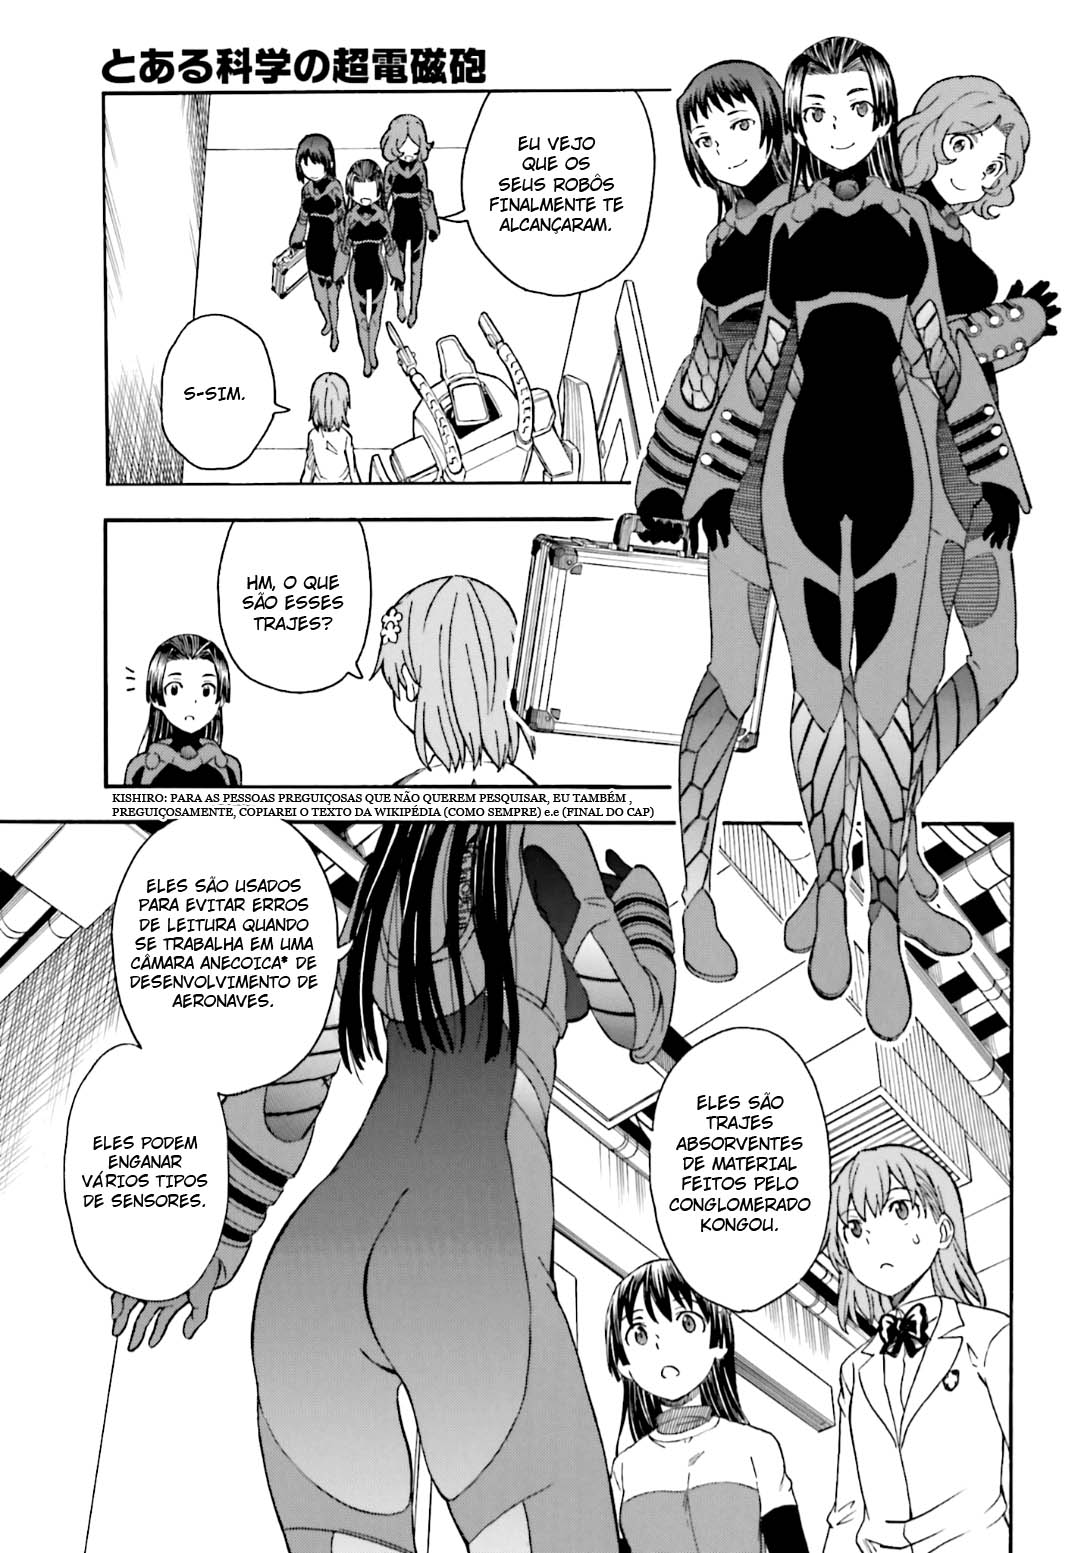 とある科学の超電磁砲
EU VEJO
QUE OS
SEUS ROBÔS
FINALMENTE TE
ALCANÇARAM.
S-SIM.
HM, O QUE
SÃO ESSES
TRAJES?
KISHIRO: PARA AS PESSOAS PREGUIÇOSAS QUE NÃO QUEREM PESQUISAR, EU TAMBÉM ,
PREGUIÇOSAMENTE, COPIAREI O TEXTO DA WIKIPÉDIA (COMO SEMPRE) e.e (FINAL DO CAP)
ELES SÃO USADOS
PARA EVITAR ERROS
DE LEITURA QUANDO
SE TRABALHA EM UMA
CÂMARA ANECOICA* DE
DESENVOLVIMENTO DE
AERONAVES.
ELES SÃO
TRAJES
ABSORVENTES
DE MATERIAL
FEITOS PELO
CONGLOMERADO
KONGOU.
ELES PODEM
ENGANAR
VÁRIOS TIPOS
DE SENSORES.